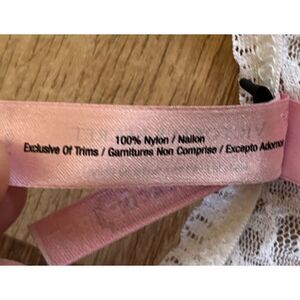 100% Nylon / Nailon
Exclusive Of Trims / Garnitures Non Comprise / Excepto Adornos